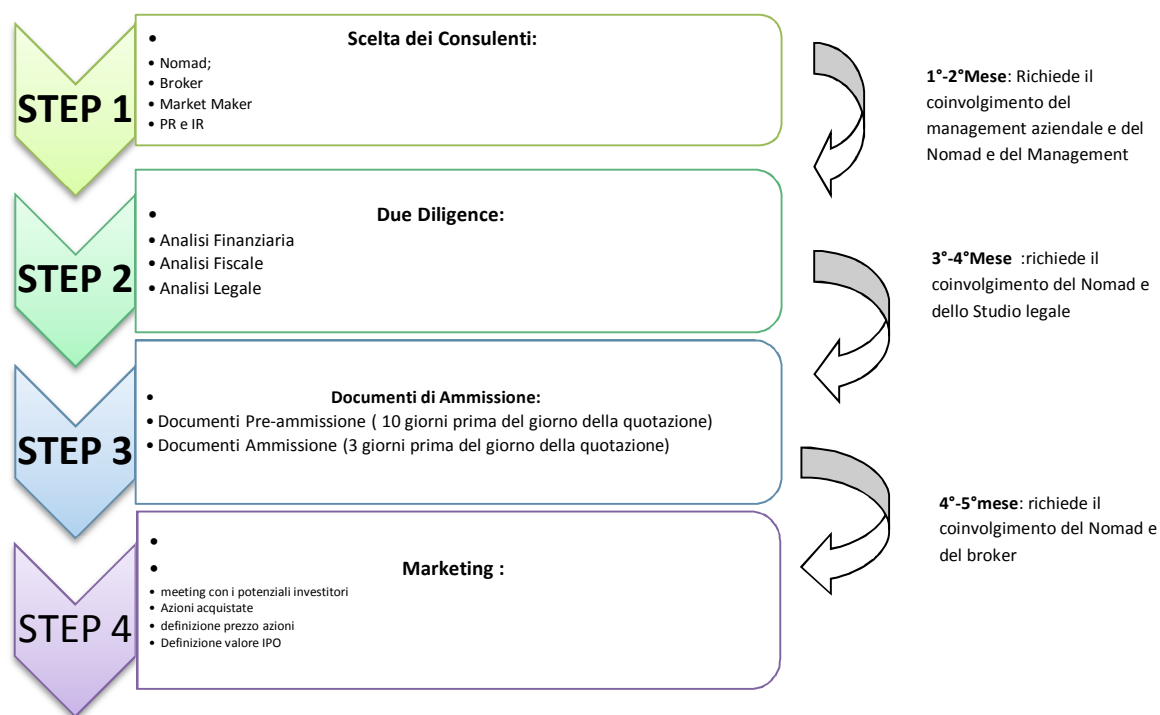 STEP 1
• Scelta dei Consulenti:
• Nomad;
• Broker
• Market Maker
• PR e IR
1°-2°Mese: Richiede il
coinvolgimento del
management aziendale e del
Nomad e del Management
STEP 2
• Due Diligence:
• Analisi Finanziaria
• Analisi Fiscale
• Analisi Legale
3°-4°Mese :richiede il
coinvolgimento del Nomad e
dello Studio legale
STEP 3
• Documenti di Ammissione:
• Documenti Pre-ammissione ( 10 giorni prima del giorno della quotazione)
• Documenti Ammissione (3 giorni prima del giorno della quotazione)
4°-5°mese: richiede il
coinvolgimento del Nomad e
del broker
STEP 4
•
• Marketing :
• meeting con i potenziali investitori
• Azioni acquistate
• definizione prezzo azioni
• Definizione valore IPO